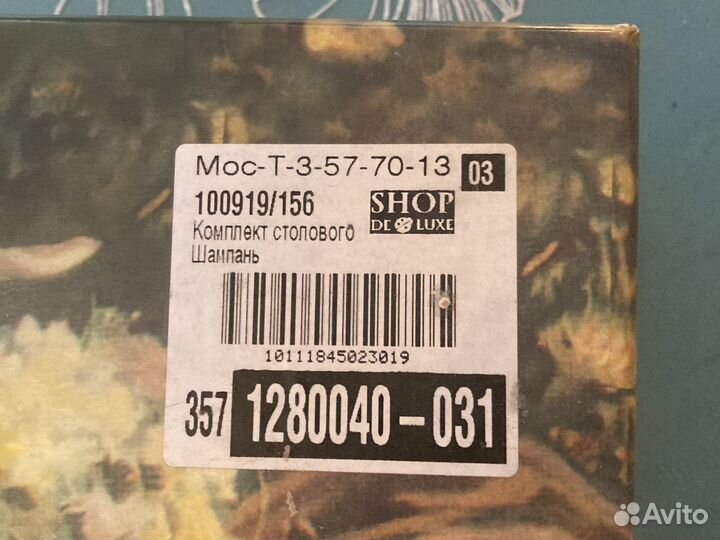 Мос-Т-3-57-70-13 03
100919/156 SHOP
DE LUXE
Комплект столового
Шампань
10111845023019
357 1280040-031
Avito